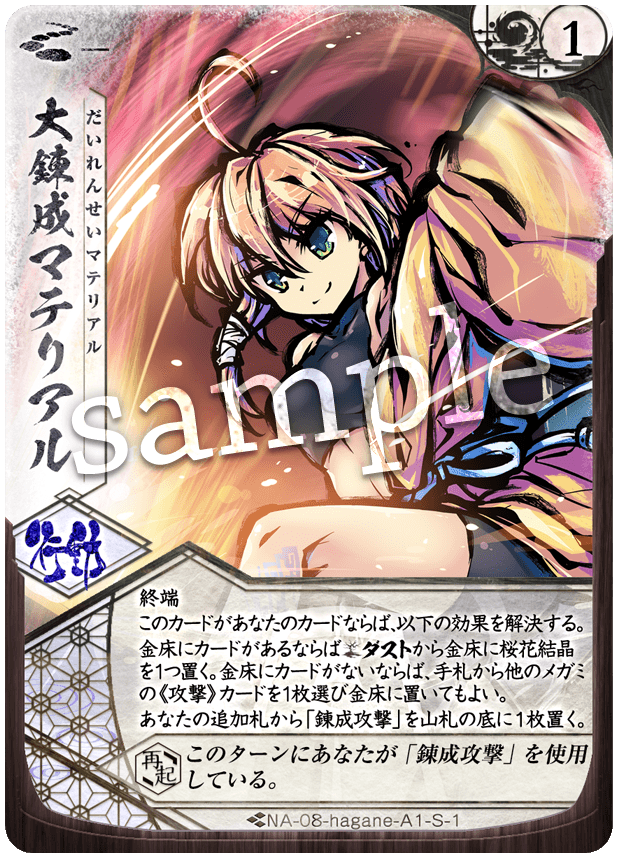 1
大錬成マテリアル
だいれんせいマテリアル
sample
行動
終端
このカードがあなたのカードならば、以下の効果を解決する。
金床にカードがあるならばダストから金床に桜花結晶
を1つ置く。金床にカードがないならば、手札から他のメガミ
の《攻撃》カードを1枚選び金床に置いてもよい。
あなたの追加札から「錬成攻撃」を山札の底に1枚置く。
再起
このターンにあなたが「錬成攻撃」を使用
している。
NA-08-hagane-A1-S-1